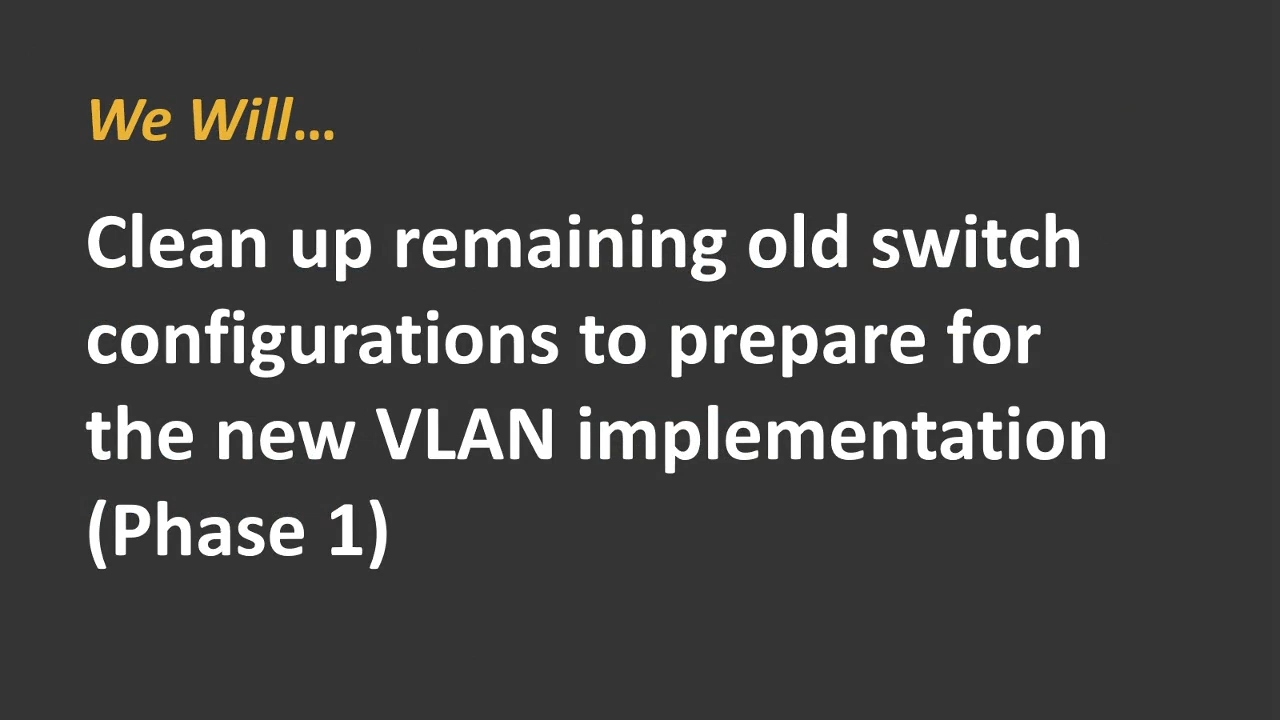 We Will...
Clean up remaining old switch
configurations to prepare for
the new VLAN implementation
(Phase 1)